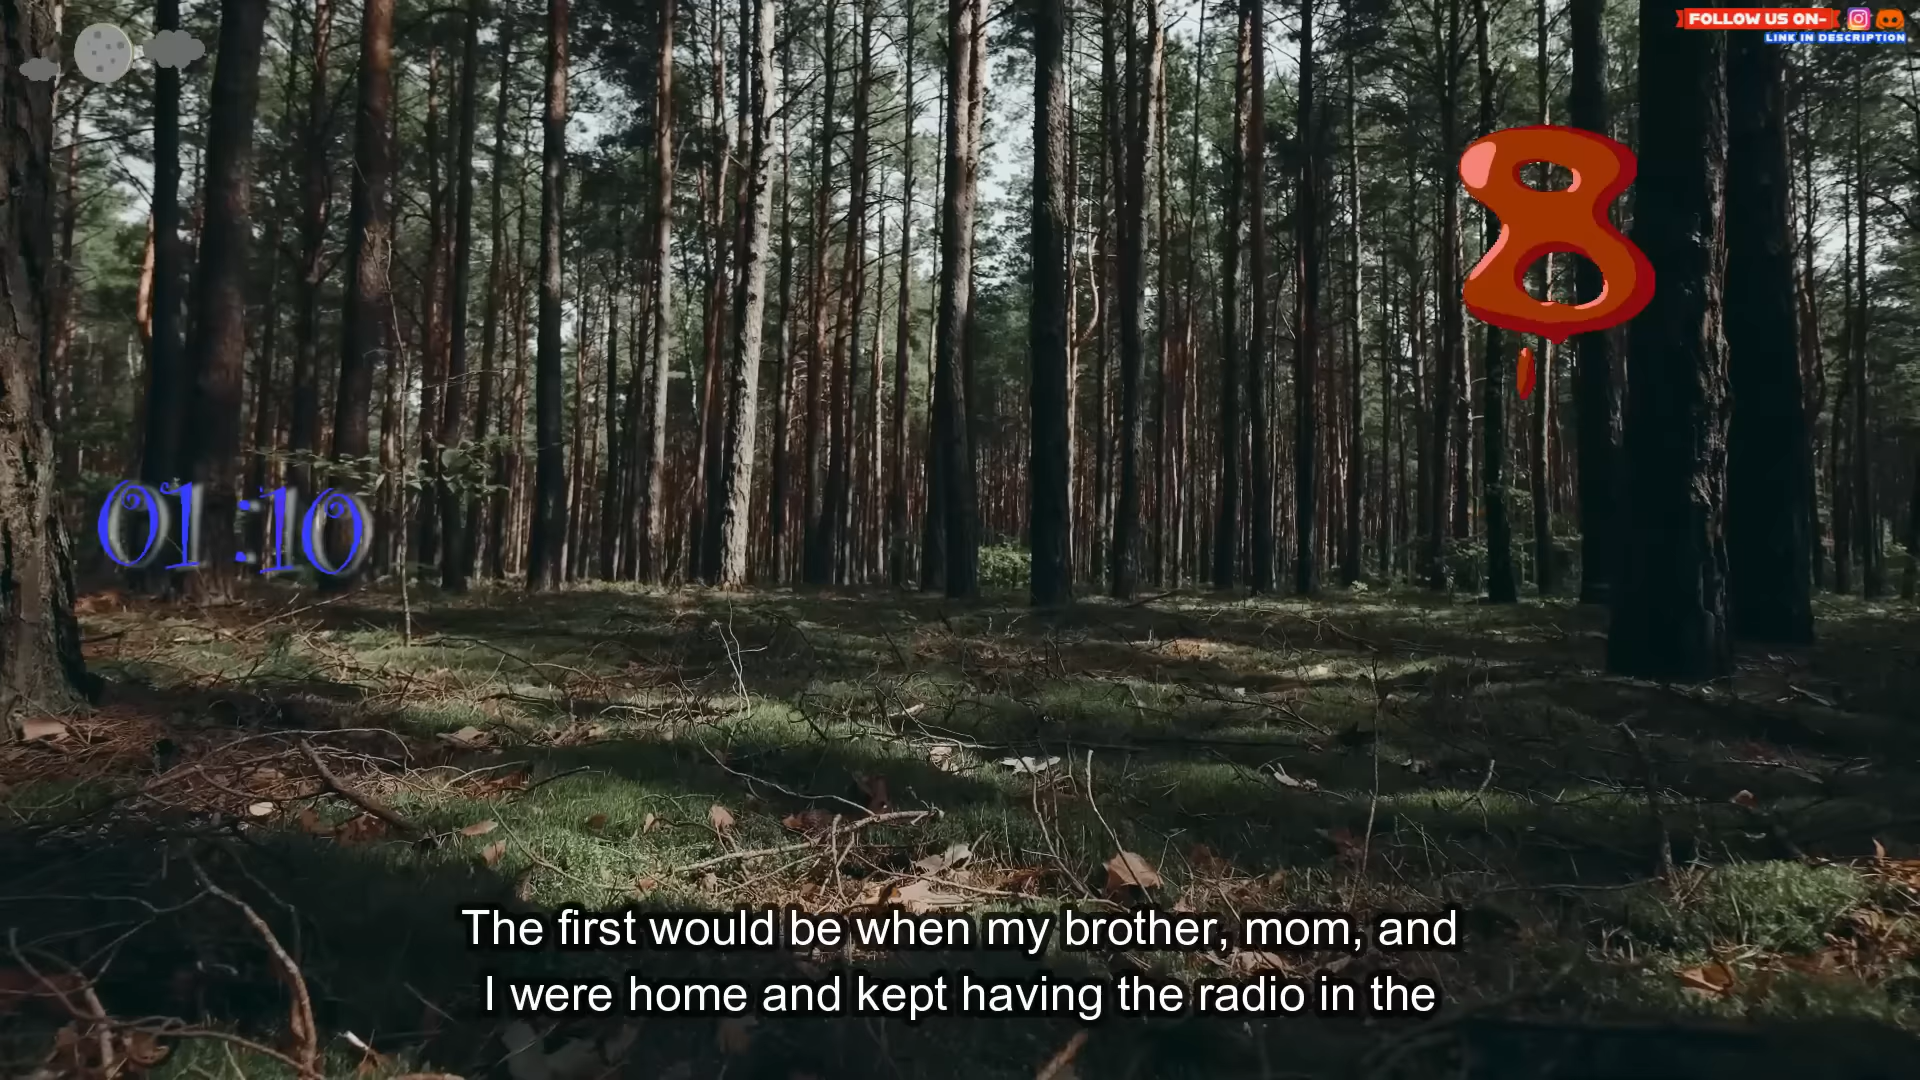 FOLLOW US ON-
LINK IN DESCRIPTION
8
01:10
The first would be when my brother, mom, and
I were home and kept having the radio in the